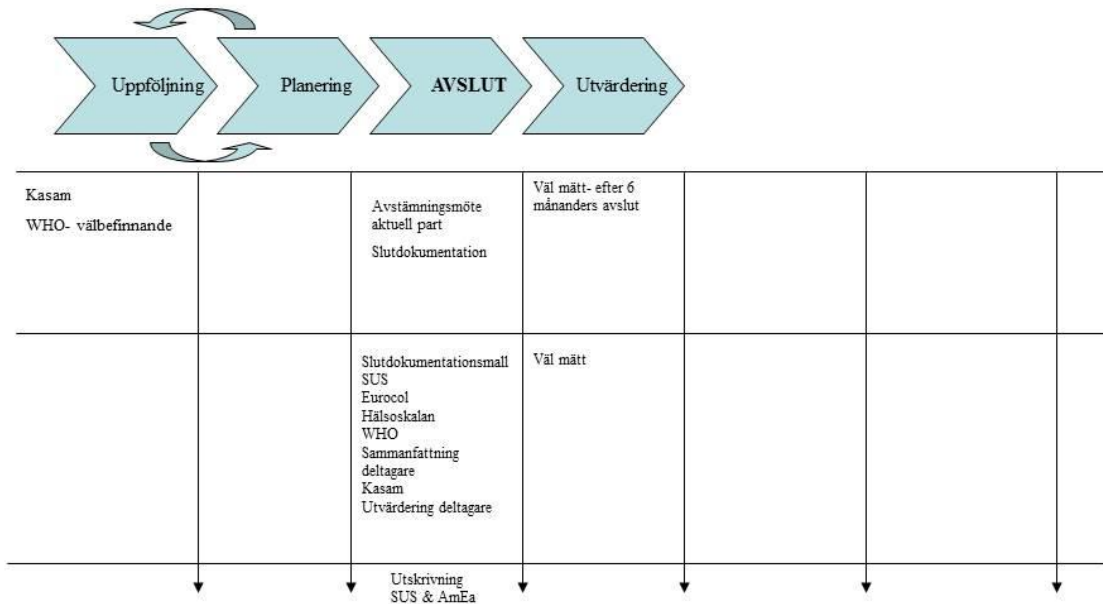 Uppföljning
Planering
AVSLUT
Utvärdering
Kasam
WHO- välbefinnande
Avstämningsmöte
aktuell part
Slutdokumentation
Väl mätt- efter 6
månanders avslut
Slutdokumentationsmall
SUS
Eurocol
Hälsoskalan
WHO
Sammanfattning
deltagare
Kasam
Utvärdering deltagare
Väl mätt
Utskrivning
SUS & AmEa